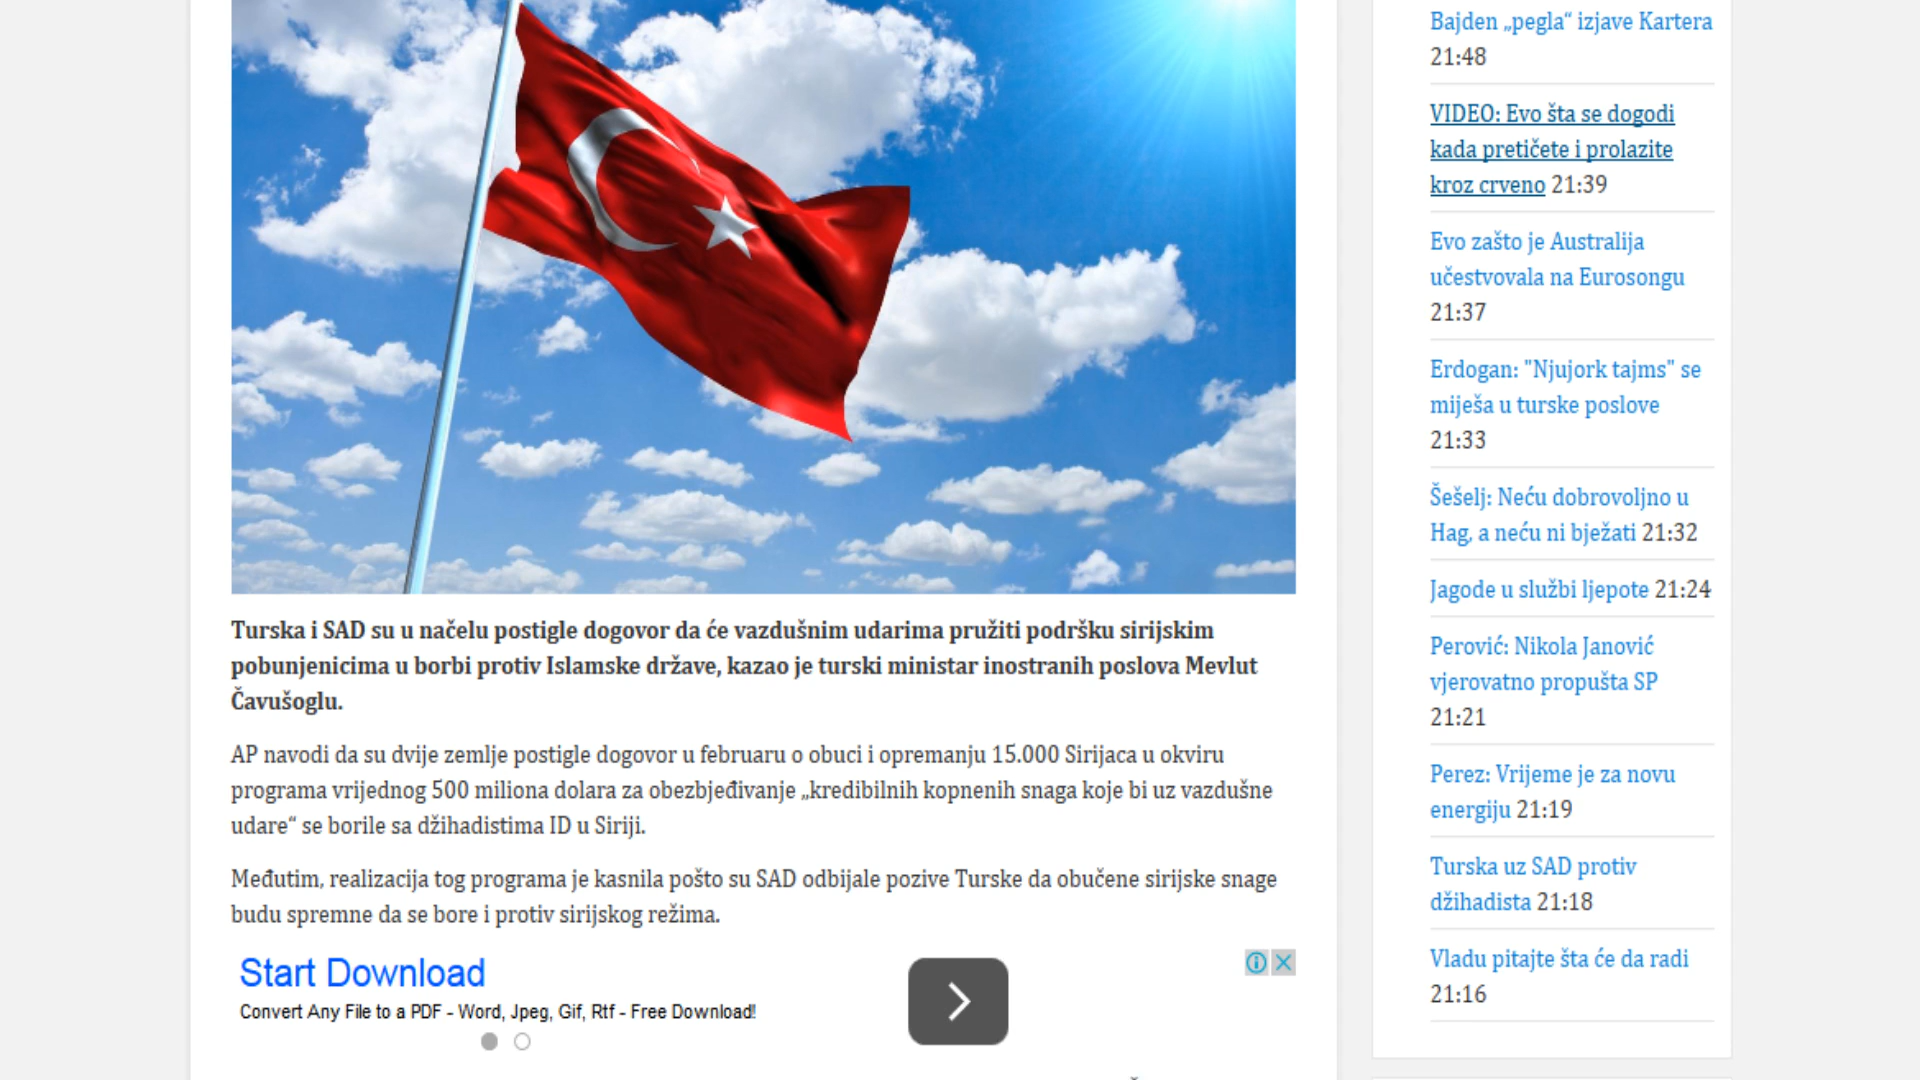 Turska i SAD su u načelu postigle dogovor da će vazdušnim udarima pružiti podršku sirijskim
pobunjenicima u borbi protiv Islamske države, kazao je turski ministar inostranih poslova Mevlut
Čavušoglu.
AP navodi da su dvije zemlje postigle dogovor u februaru o obuci i opremanju 15.000 Sirijaca u okviru
programa vrijednog 500 miliona dolara za obezbjeđivanje „kredibilnih kopnenih snaga koje bi uz vazdušne
udare“ se borile sa džihadistima ID u Siriji.
Međutim, realizacija tog programa je kasnila pošto su SAD odbijale pozive Turske da obučene sirijske snage
budu spremne da se bore i protiv sirijskog režima.
Start Download
Convert Any File to a PDF - Word, Jpeg, Gif, Rtf - Free Download!
Bajden „pegla“ izjave Kartera
21:48
VIDEO: Evo šta se dogodi
kada pretičete i prolazite
kroz crveno 21:39
Evo zašto je Australija
učestvovala na Eurosongu
21:37
Erdogan: "Njujork tajms" se
miješa u turske poslove
21:33
Šešelj: Neću dobrovoljno u
Hag, a neću ni bježati 21:32
Jagode u službi ljepote 21:24
Perović: Nikola Janović
vjerovatno propušta SP
21:21
Perez: Vrijeme je za novu
energiju 21:19
Turska uz SAD protiv
džihadista 21:18
Vladu pitajte šta će da radi
21:16